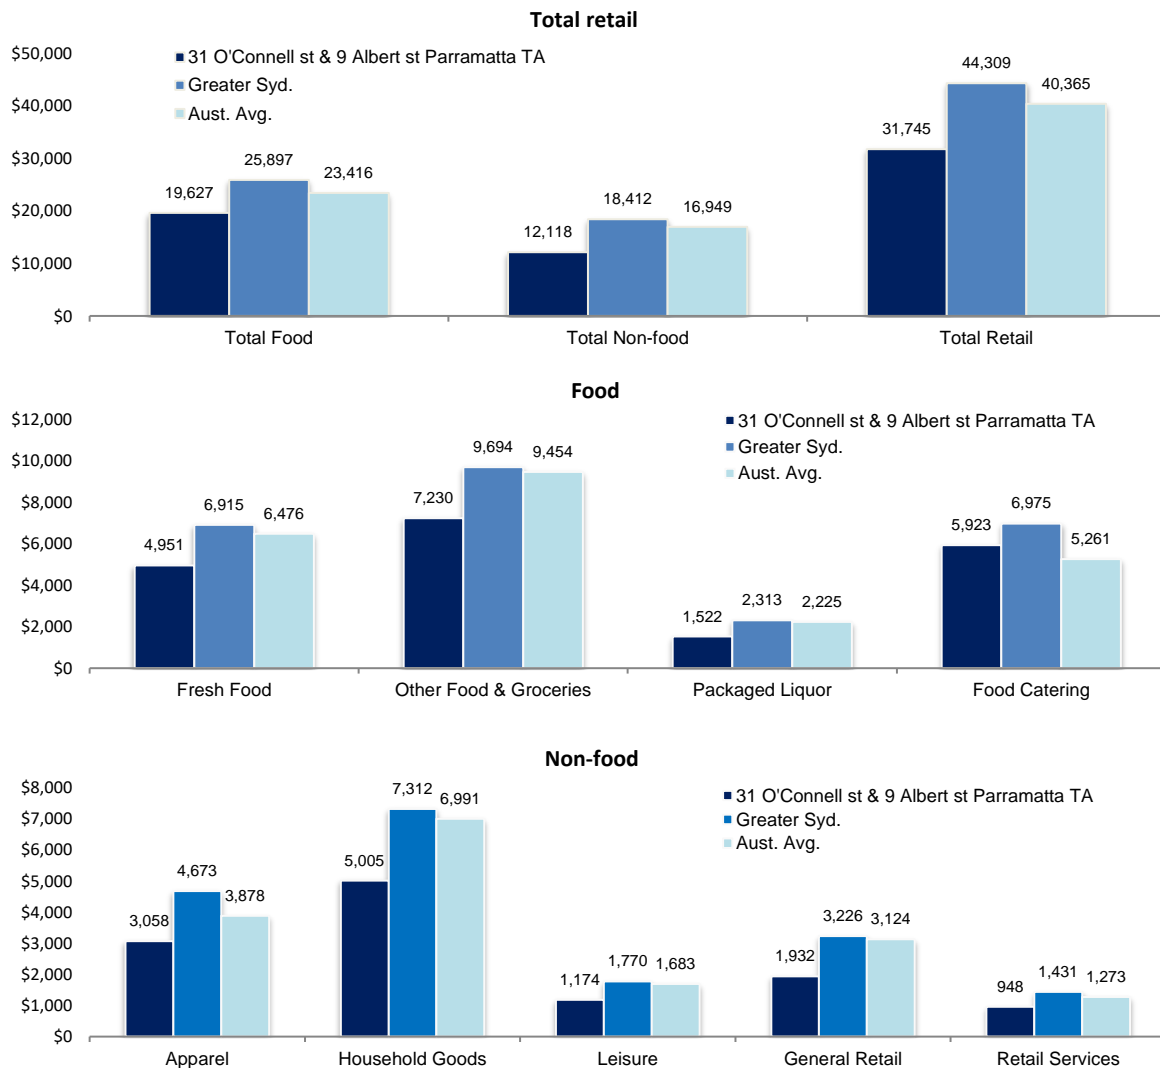 Total retail
$50,000
$40,000
$30,000
$20,000
$10,000
$0
31 O'Connell st & 9 Albert st Parramatta TA
Greater Syd.
Aust. Avg.
19,627
25,897
23,416
12,118
18,412
16,949
31,745
44,309
40,365
Total Food
Total Non-food
Total Retail
Food
$12,000
$10,000
$8,000
$6,000
$4,000
$2,000
$0
31 O'Connell st & 9 Albert st Parramatta TA
Greater Syd.
Aust. Avg.
4,951
6,915
6,476
7,230
9,694
9,454
1,522
2,313
2,225
5,923
6,975
5,261
Fresh Food
Other Food & Groceries
Packaged Liquor
Food Catering
Non-food
$8,000
$7,000
$6,000
$5,000
$4,000
$3,000
$2,000
$1,000
$0
31 O'Connell st & 9 Albert st Parramatta TA
Greater Syd.
Aust. Avg.
3,058
4,673
3,878
5,005
7,312
6,991
1,174
1,770
1,683
1,932
3,226
3,124
948
1,431
1,273
Apparel
Household Goods
Leisure
General Retail
Retail Services